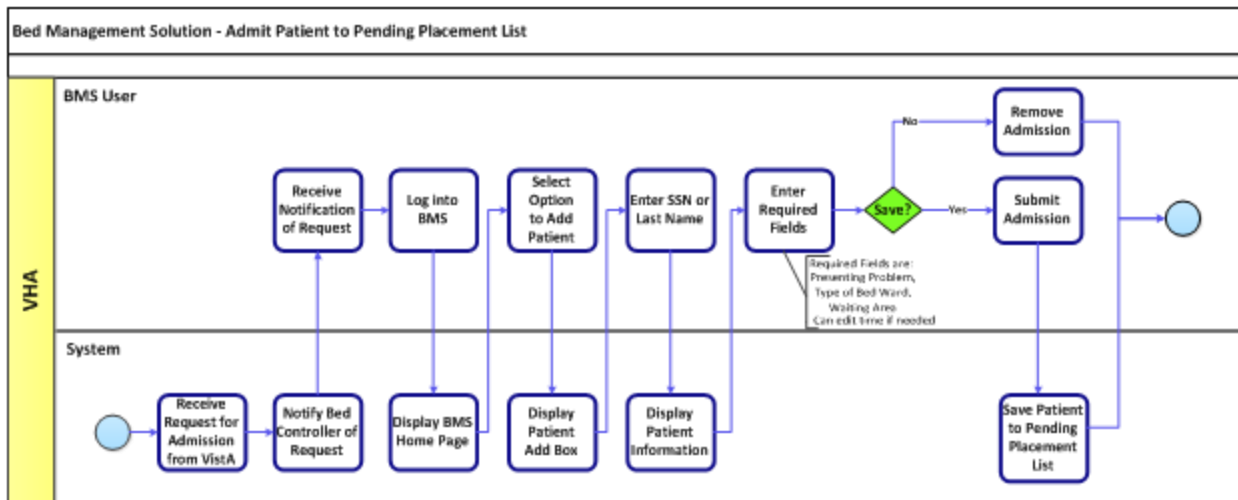 Bed Management Solution - Admit Patient to Pending Placement List
VHA
BMS User
Receive
Notification
of Request
Log into
BMS
Select
Option
to Add
Patient
Enter SSN or
Last Name
Enter
Required
Fields
Required Fields are:
Presenting Problem,
Type of Bed Ward,
Waiting Area
Can edit time if needed
Save?
No
Yes
Remove
Admission
Submit
Admission
System
Receive
Request for
Admission
from VistA
Notify Bed
Controller of
Request
Display BMS
Home Page
Display
Patient
Add Box
Display
Patient
Information
Save Patient
to Pending
Placement
List